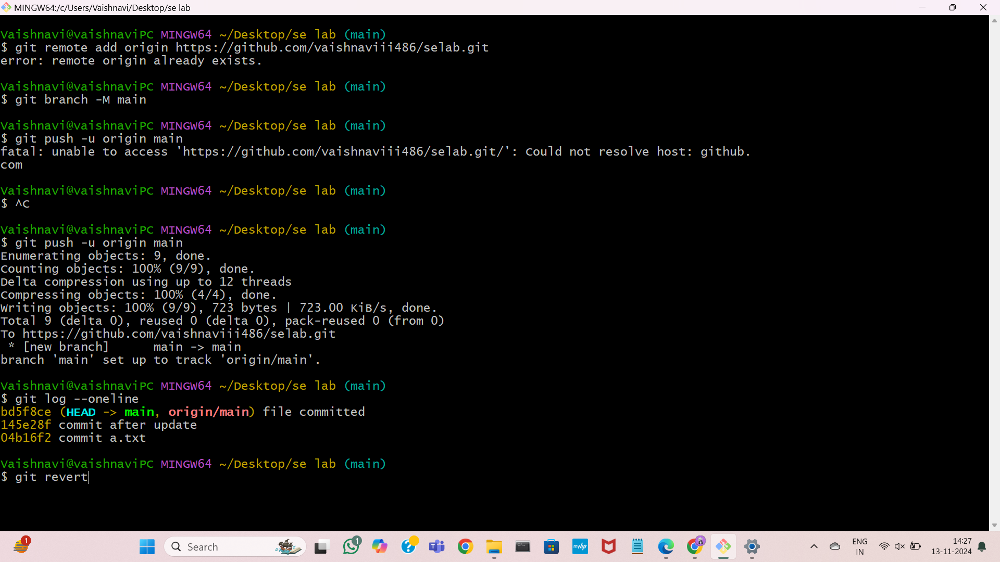 MINGW64:/c/Users/Vaishnavi/Desktop/se lab
Vaishnavi@vaishnaviPC MINGW64 ~/Desktop/se lab (main)
$ git remote add origin https://github.com/vaishnaviii486/selab.git
error: remote origin already exists.
Vaishnavi@vaishnaviPC MINGW64 ~/Desktop/se lab (main)
$ git branch -M main
Vaishnavi@vaishnaviPC MINGW64 ~/Desktop/se lab (main)
$ git push -u origin main
fatal: unable to access 'https://github.com/vaishnaviii486/selab.git/': Could not resolve host: github.
com
Vaishnavi@vaishnaviPC MINGW64 ~/Desktop/se lab (main)
$ ^C
Vaishnavi@vaishnaviPC MINGW64 ~/Desktop/se lab (main)
$ git push -u origin main
Enumerating objects: 9, done.
Counting objects: 100% (9/9), done.
Delta compression using up to 12 threads
Compressing objects: 100% (4/4), done.
Writing objects: 100% (9/9), 723 bytes | 723.00 KiB/s, done.
Total 9 (delta 0), reused 0 (delta 0), pack-reused 0 (from 0)
To https://github.com/vaishnaviii486/selab.git
 * [new branch]      main -> main
branch 'main' set up to track 'origin/main'.
Vaishnavi@vaishnaviPC MINGW64 ~/Desktop/se lab (main)
$ git log --oneline
bd5f8ce (HEAD -> main, origin/main) file committed
145e28f commit after update
04b16f2 commit a.txt
Vaishnavi@vaishnaviPC MINGW64 ~/Desktop/se lab (main)
$ git revert
1
Search
1
myhp
ENG
IN
14:27
13-11-2024